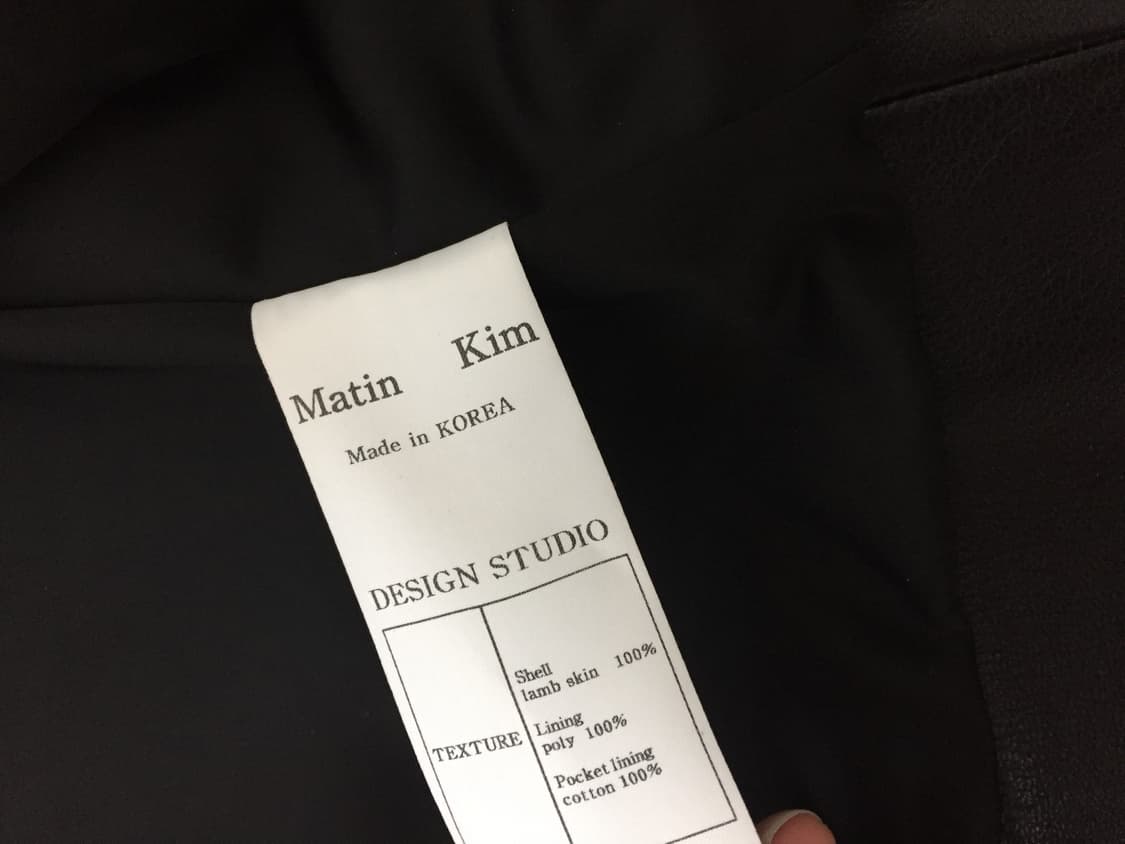 Matin Kim
Made in KOREA
DESIGN STUDIO
TEXTURE
Shell
lamb skin 100%
Lining
poly 100%
Pocket lining
cotton 100%